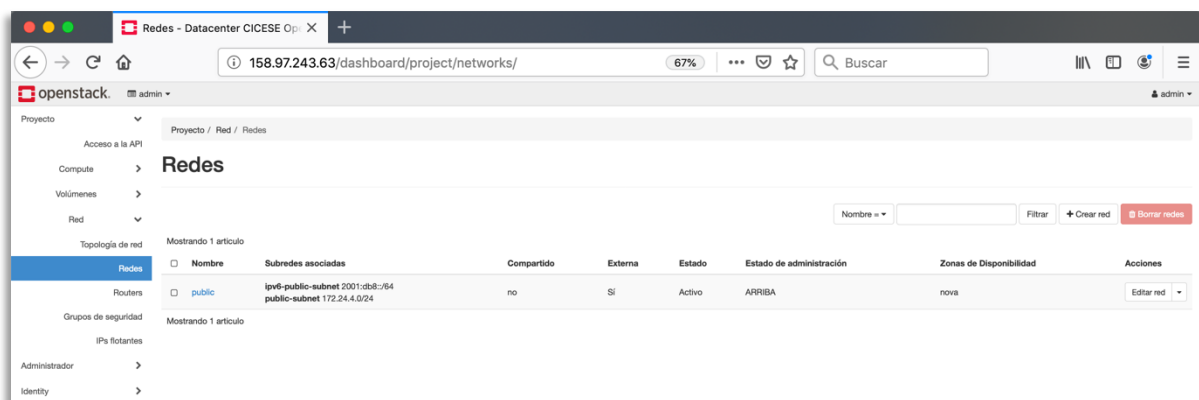 Redes - Datacenter CICESE Op
158.97.243.63/dashboard/project/networks/
67%
Buscar
openstack.
admin
admin
Proyecto
Acceso a la API
Compute
Volúmenes
Red
Topología de red
Redes
Routers
Grupos de seguridad
IPs flotantes
Administrador
Identity
Proyecto / Red / Redes
Redes
Nombre =
Filtrar
+ Crear red
Borrar redes
Mostrando 1 articulo
Nombre Subredes asociadas Compartido Externa Estado Estado de administración Zonas de Disponibilidad Acciones
public ipv6-public-subnet 2001:db8::/64 no Sí Activo ARRIBA nova Editar red
public-subnet 172.24.4.0/24
Mostrando 1 articulo